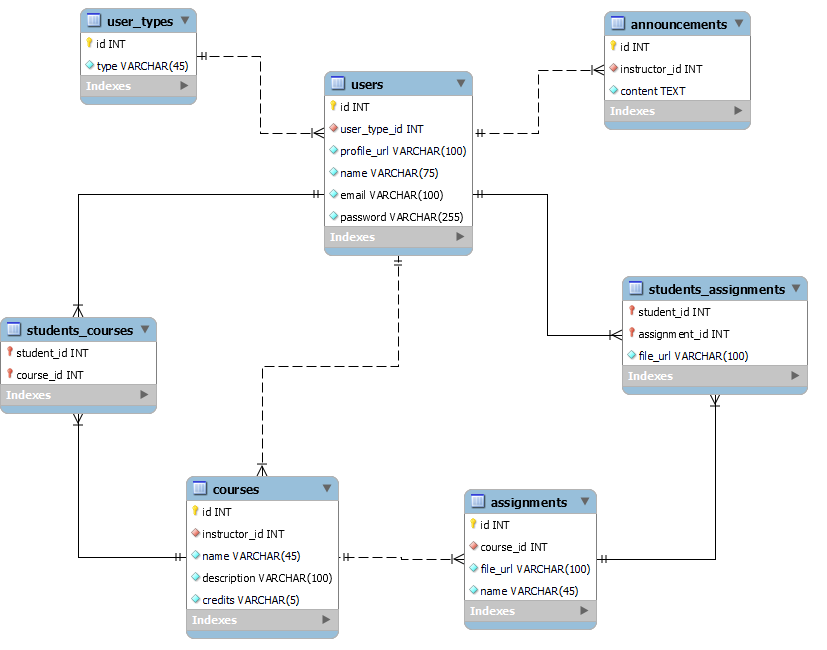 user_types
id INT
type VARCHAR(45)
Indexes
announcements
id INT
instructor_id INT
content TEXT
Indexes
users
id INT
user_type_id INT
profile_url VARCHAR(100)
name VARCHAR(75)
email VARCHAR(100)
password VARCHAR(255)
Indexes
students_assignments
student_id INT
assignment_id INT
file_url VARCHAR(100)
Indexes
students_courses
student_id INT
course_id INT
Indexes
courses
id INT
instructor_id INT
name VARCHAR(45)
description VARCHAR(100)
credits VARCHAR(5)
Indexes
assignments
id INT
course_id INT
file_url VARCHAR(100)
name VARCHAR(45)
Indexes